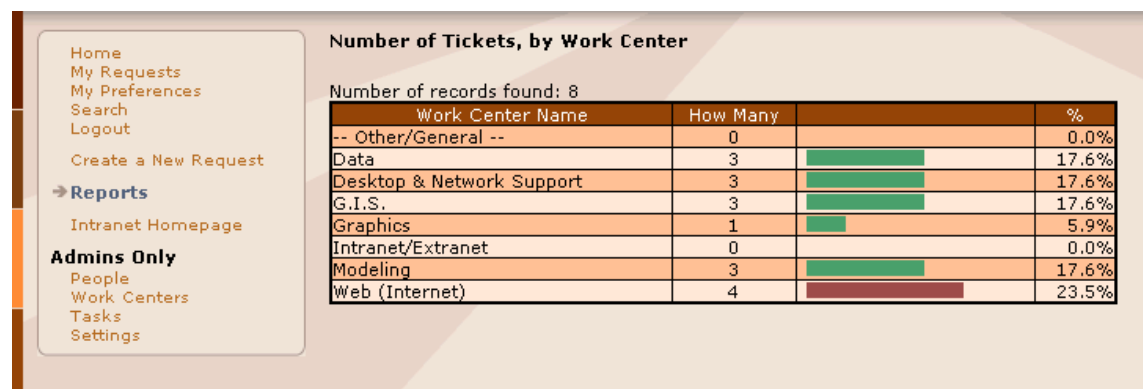 Home
My Requests
My Preferences
Search
Logout
Create a New Request
Reports
Intranet Homepage
Admins Only
People
Work Centers
Tasks
Settings
Number of Tickets, by Work Center
Number of records found: 8
Work Center Name How Many %
-- Other/General -- 0 0.0%
Data 3 17.6%
Desktop & Network Support 3 17.6%
G.I.S. 3 17.6%
Graphics 1 5.9%
Intranet/Extranet 0 0.0%
Modeling 3 17.6%
Web (Internet) 4 23.5%